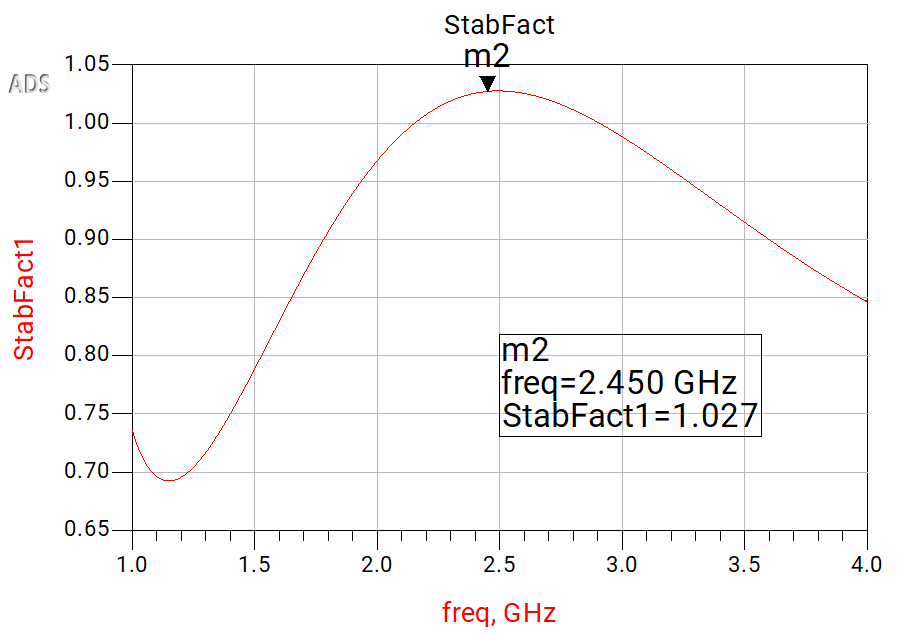 StabFact
m2
ADS
1.05
1.00
0.95
0.90
0.85
0.80
0.75
0.70
0.65
StabFact1
m2
freq=2.450 GHz
StabFact1=1.027
1.0 1.5 2.0 2.5 3.0 3.5 4.0
freq, GHz